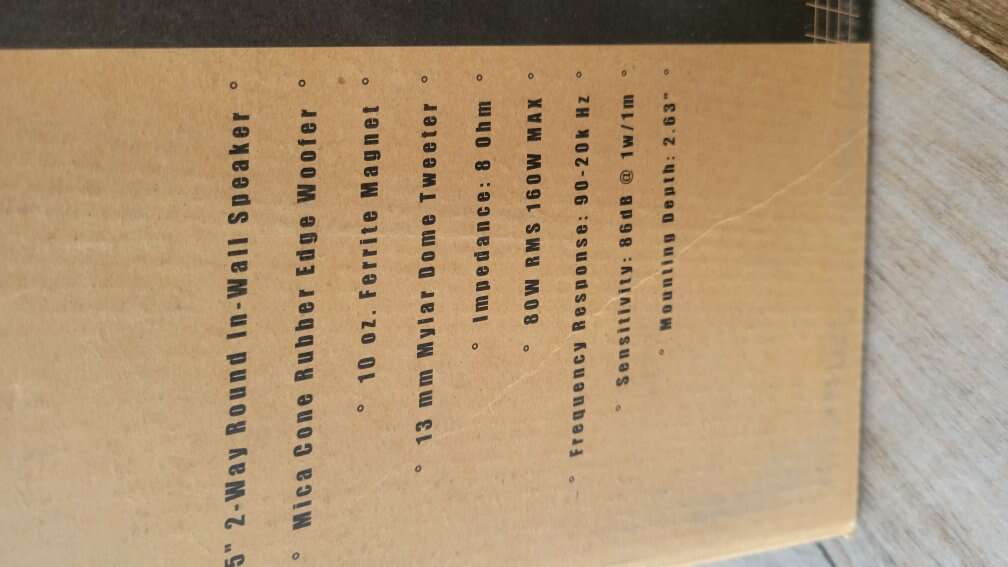 5" 2-Way Round In-Wall Speaker °
° Mica Cone Rubber Edge Woofer °
° 10 oz. Ferrite Magnet °
° 13 mm Mylar Dome Tweeter °
° Impedance: 8 Ohm °
° 80W RMS 160W MAX °
° Frequency Response: 90-20k Hz °
° Sensitivity: 86dB @ 1w/1m °
° Mounting Depth: 2.63" °